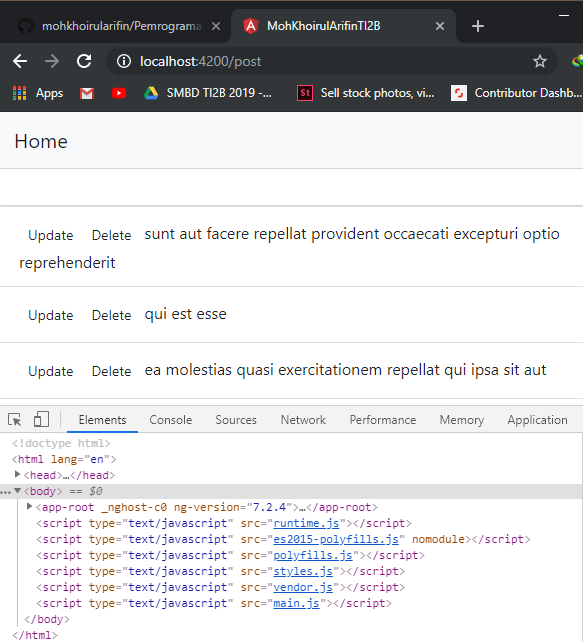 mohkhoirularifin/Pemrograma
MohKhoirulArifinTI2B
localhost:4200/post
Apps
SMBD TI2B 2019 -...
St
Sell stock photos, vi...
Contributor Dashb...
Home
Update Delete sunt aut facere repellat provident occaecati excepturi optio
reprehenderit
Update Delete qui est esse
Update Delete ea molestias quasi exercitationem repellat qui ipsa sit aut
Elements Console Sources Network Performance Memory Application
<!doctype html>
<html lang="en">
<head>…</head>
<body> == $0
<app-root _nghost-c0 ng-version="7.2.4">…</app-root>
<script type="text/javascript" src="runtime.js"></script>
<script type="text/javascript" src="es2015-polyfills.js" nomodule></script>
<script type="text/javascript" src="polyfills.js"></script>
<script type="text/javascript" src="styles.js"></script>
<script type="text/javascript" src="vendor.js"></script>
<script type="text/javascript" src="main.js"></script>
</body>
</html>